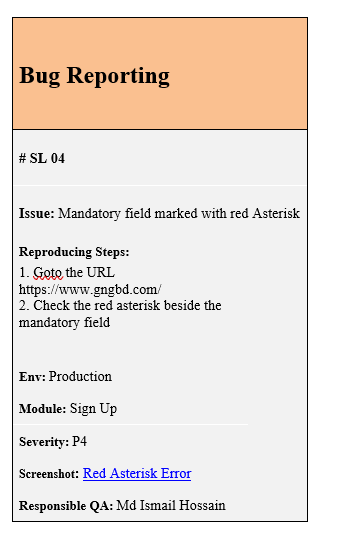 Bug Reporting
# SL 04
Issue: Mandatory field marked with red Asterisk
Reproducing Steps:
1. Goto the URL
https://www.gngbd.com/
2. Check the red asterisk beside the
mandatory field
Env: Production
Module: Sign Up
Severity: P4
Screenshot: Red Asterisk Error
Responsible QA: Md Ismail Hossain